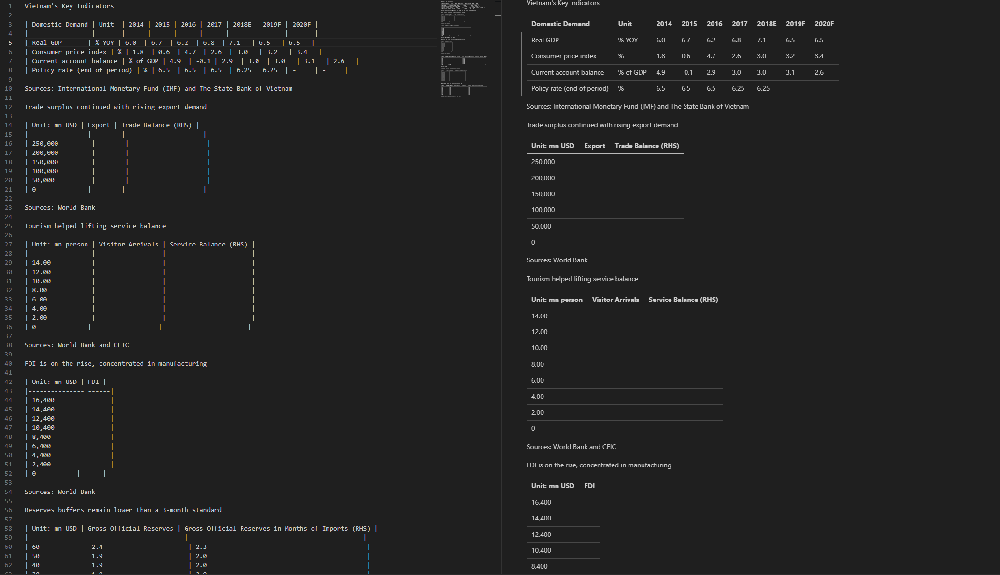 1 Vietnam's Key Indicators
2
3 | Domestic Demand | Unit  | 2014 | 2015 | 2016 | 2017 | 2018E | 2019F | 2020F |
4 |-----------------|-------|------|------|------|------|-------|-------|-------|
5 | Real GDP       | % YOY | 6.0  | 6.7  | 6.2  | 6.8  | 7.1   | 6.5   | 6.5   |
6 | Consumer price index | % | 1.8  | 0.6  | 4.7  | 2.6  | 3.0   | 3.2   | 3.4   |
7 | Current account balance | % of GDP | 4.9  | -0.1 | 2.9  | 3.0  | 3.0   | 3.1   | 2.6   |
8 | Policy rate (end of period) | % | 6.5  | 6.5  | 6.5  | 6.25 | 6.25  | -     | -     |
9
10 Sources: International Monetary Fund (IMF) and The State Bank of Vietnam
11
12 Trade surplus continued with rising export demand
13
14 | Unit: mn USD | Export | Trade Balance (RHS) |
15 |----------------|--------|---------------------|
16 | 250,000         |        |                     |
17 | 200,000         |        |                     |
18 | 150,000         |        |                     |
19 | 100,000         |        |                     |
20 | 50,000          |        |                     |
21 | 0              |        |                     |
22
23 Sources: World Bank
24
25 Tourism helped lifting service balance
26
27 | Unit: mn person | Visitor Arrivals | Service Balance (RHS) |
28 |-----------------|------------------|-----------------------|
29 | 14.00           |                  |                       |
30 | 12.00           |                  |                       |
31 | 10.00           |                  |                       |
32 | 8.00            |                  |                       |
33 | 6.00            |                  |                       |
34 | 4.00            |                  |                       |
35 | 2.00            |                  |                       |
36 | 0              |                  |                       |
37
38 Sources: World Bank and CEIC
39
40 FDI is on the rise, concentrated in manufacturing
41
42 | Unit: mn USD | FDI |
43 |---------------|------|
44 | 16,400        |      |
45 | 14,400        |      |
46 | 12,400        |      |
47 | 10,400        |      |
48 | 8,400         |      |
49 | 6,400         |      |
50 | 4,400         |      |
51 | 2,400         |      |
52 | 0           |      |
53
54 Sources: World Bank
55
56 Reserves buffers remain lower than a 3-month standard
57
58 | Unit: mn USD | Gross Official Reserves | Gross Official Reserves in Months of Imports (RHS) |
59 |---------------|--------------------------|-----------------------------------------------|
60 | 60            | 2.4                       | 2.3                                            |
61 | 50            | 1.9                       | 2.0                                            |
62 | 40            | 1.9                       | 2.0                                            |
Vietnam's Key Indicators
Domestic Demand Unit 2014 2015 2016 2017 2018E 2019F 2020F
Real GDP % YOY 6.0 6.7 6.2 6.8 7.1 6.5 6.5
Consumer price index % 1.8 0.6 4.7 2.6 3.0 3.2 3.4
Current account balance % of GDP 4.9 -0.1 2.9 3.0 3.0 3.1 2.6
Policy rate (end of period) % 6.5 6.5 6.5 6.25 6.25 - -
Sources: International Monetary Fund (IMF) and The State Bank of Vietnam
Trade surplus continued with rising export demand
Unit: mn USD Export Trade Balance (RHS)
250,000
200,000
150,000
100,000
50,000
0
Sources: World Bank
Tourism helped lifting service balance
Unit: mn person Visitor Arrivals Service Balance (RHS)
14.00
12.00
10.00
8.00
6.00
4.00
2.00
0
Sources: World Bank and CEIC
FDI is on the rise, concentrated in manufacturing
Unit: mn USD FDI
16,400
14,400
12,400
10,400
8,400